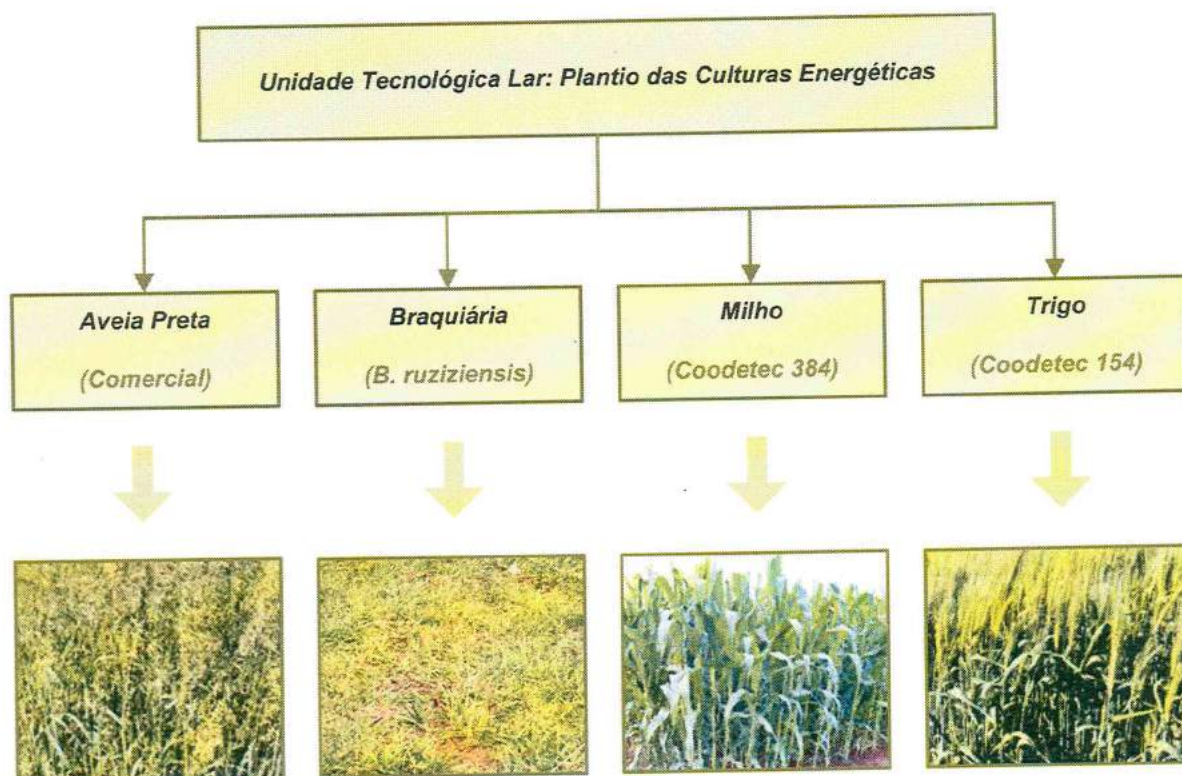 Unidade Tecnológica Lar: Plantio das Culturas Energéticas
Aveia Preta
(Comercial)
Braquiária
(B. ruziziensis)
Milho
(Coodetec 384)
Trigo
(Coodetec 154)